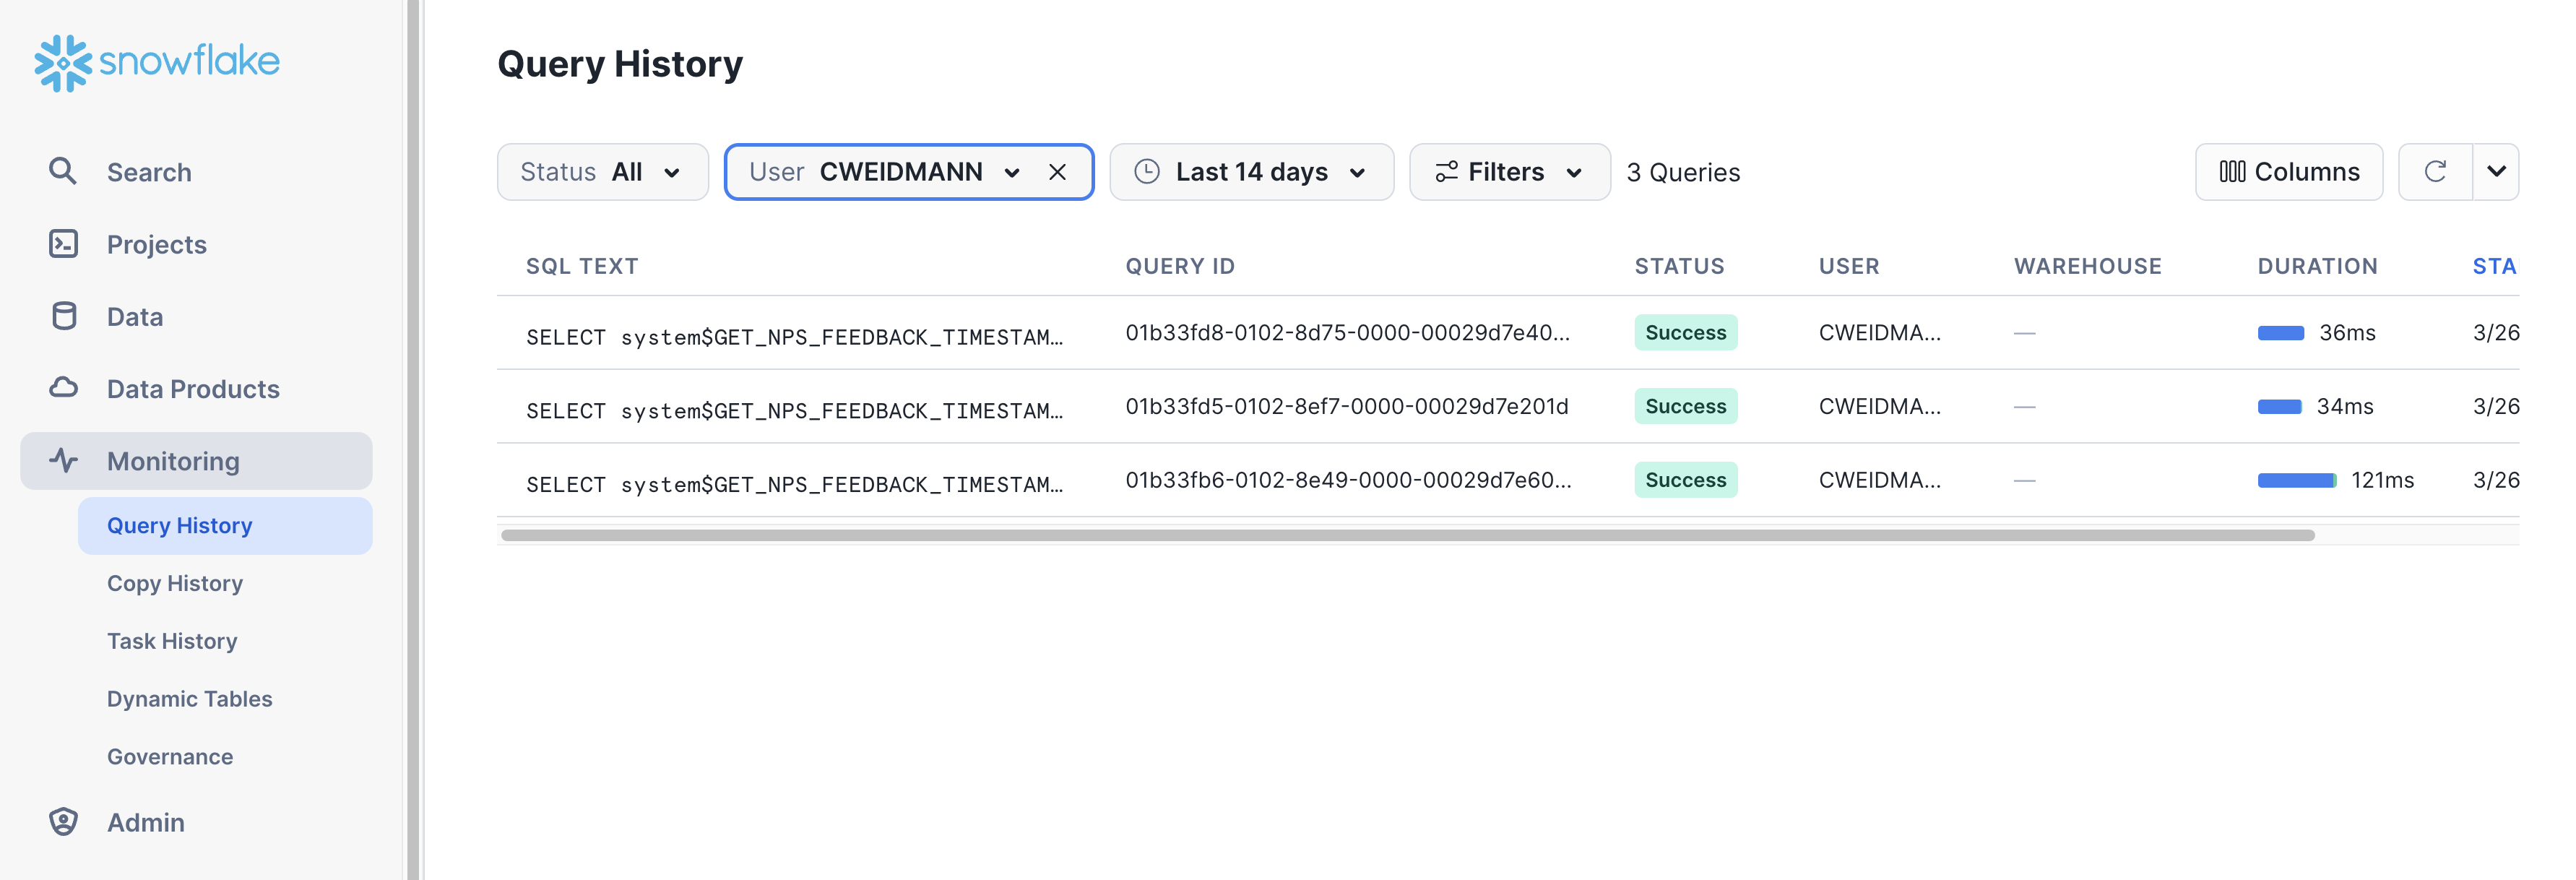 snowflake
Search
Projects
Data
Data Products
Monitoring
Query History
Copy History
Task History
Dynamic Tables
Governance
Admin
Query History
Status All User CWEIDMANN Last 14 days Filters 3 Queries Columns
SQL TEXT QUERY ID STATUS USER WAREHOUSE DURATION STA
SELECT system$GET_NPS_FEEDBACK_TIMESTAM… 01b33fd8-0102-8d75-0000-00029d7e40… Success CWEIDMA… — 36ms 3/26
SELECT system$GET_NPS_FEEDBACK_TIMESTAM… 01b33fd5-0102-8ef7-0000-00029d7e201d Success CWEIDMA… — 34ms 3/26
SELECT system$GET_NPS_FEEDBACK_TIMESTAM… 01b33fb6-0102-8e49-0000-00029d7e60… Success CWEIDMA… — 121ms 3/26